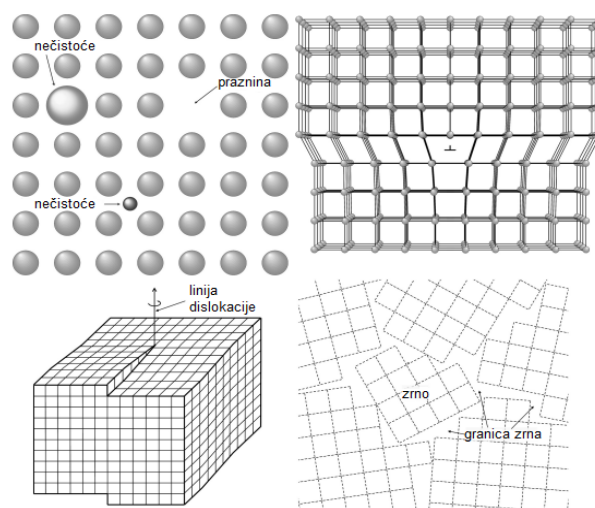 nečistoće
praznina
nečistoće
linija
dislokacije
zrno
granica zrna